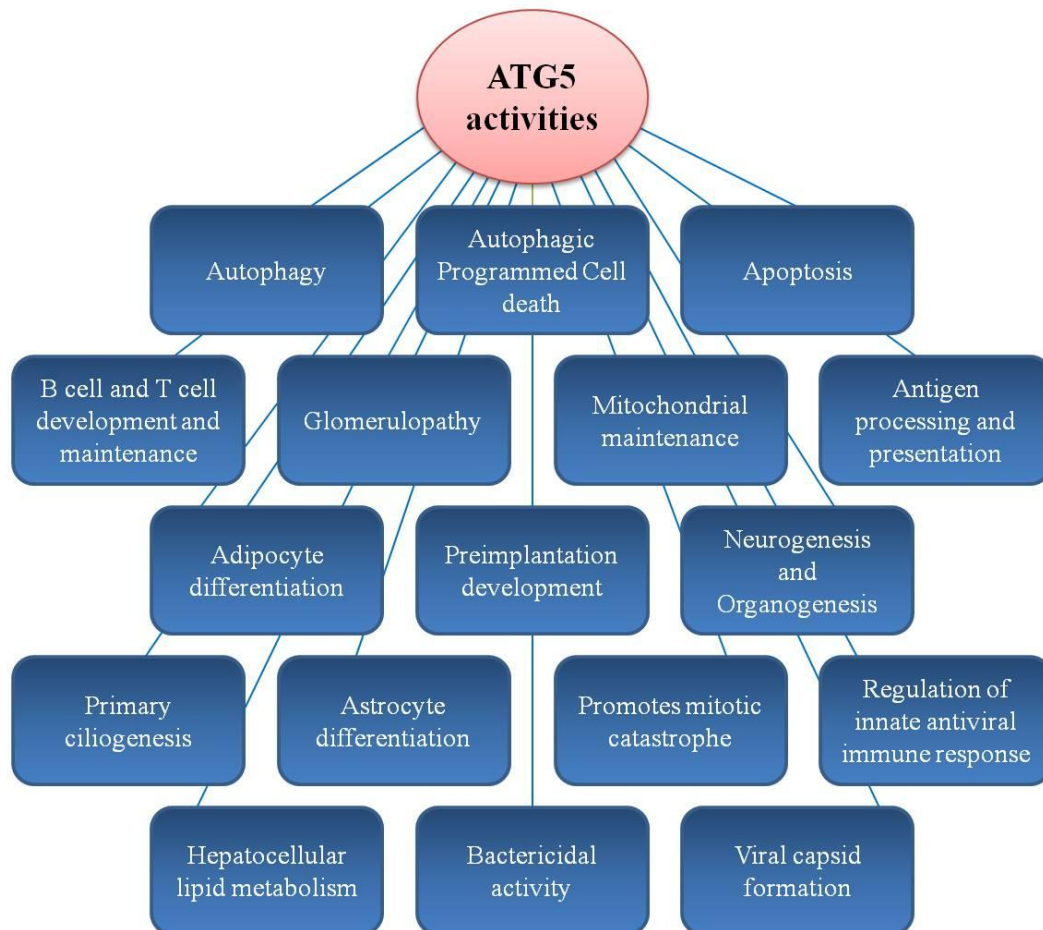 ATG5
activities
Autophagy
Autophagic
Programmed Cell
death
Apoptosis
B cell and T cell
development and
maintenance
Glomerulopathy
Mitochondrial
maintenance
Antigen
processing and
presentation
Adipocyte
differentiation
Preimplantation
development
Neurogenesis
and
Organogenesis
Primary
ciliogenesis
Astrocyte
differentiation
Promotes mitotic
catastrophe
Regulation of
innate antiviral
immune response
Hepatocellular
lipid metabolism
Bactericidal
activity
Viral capsid
formation